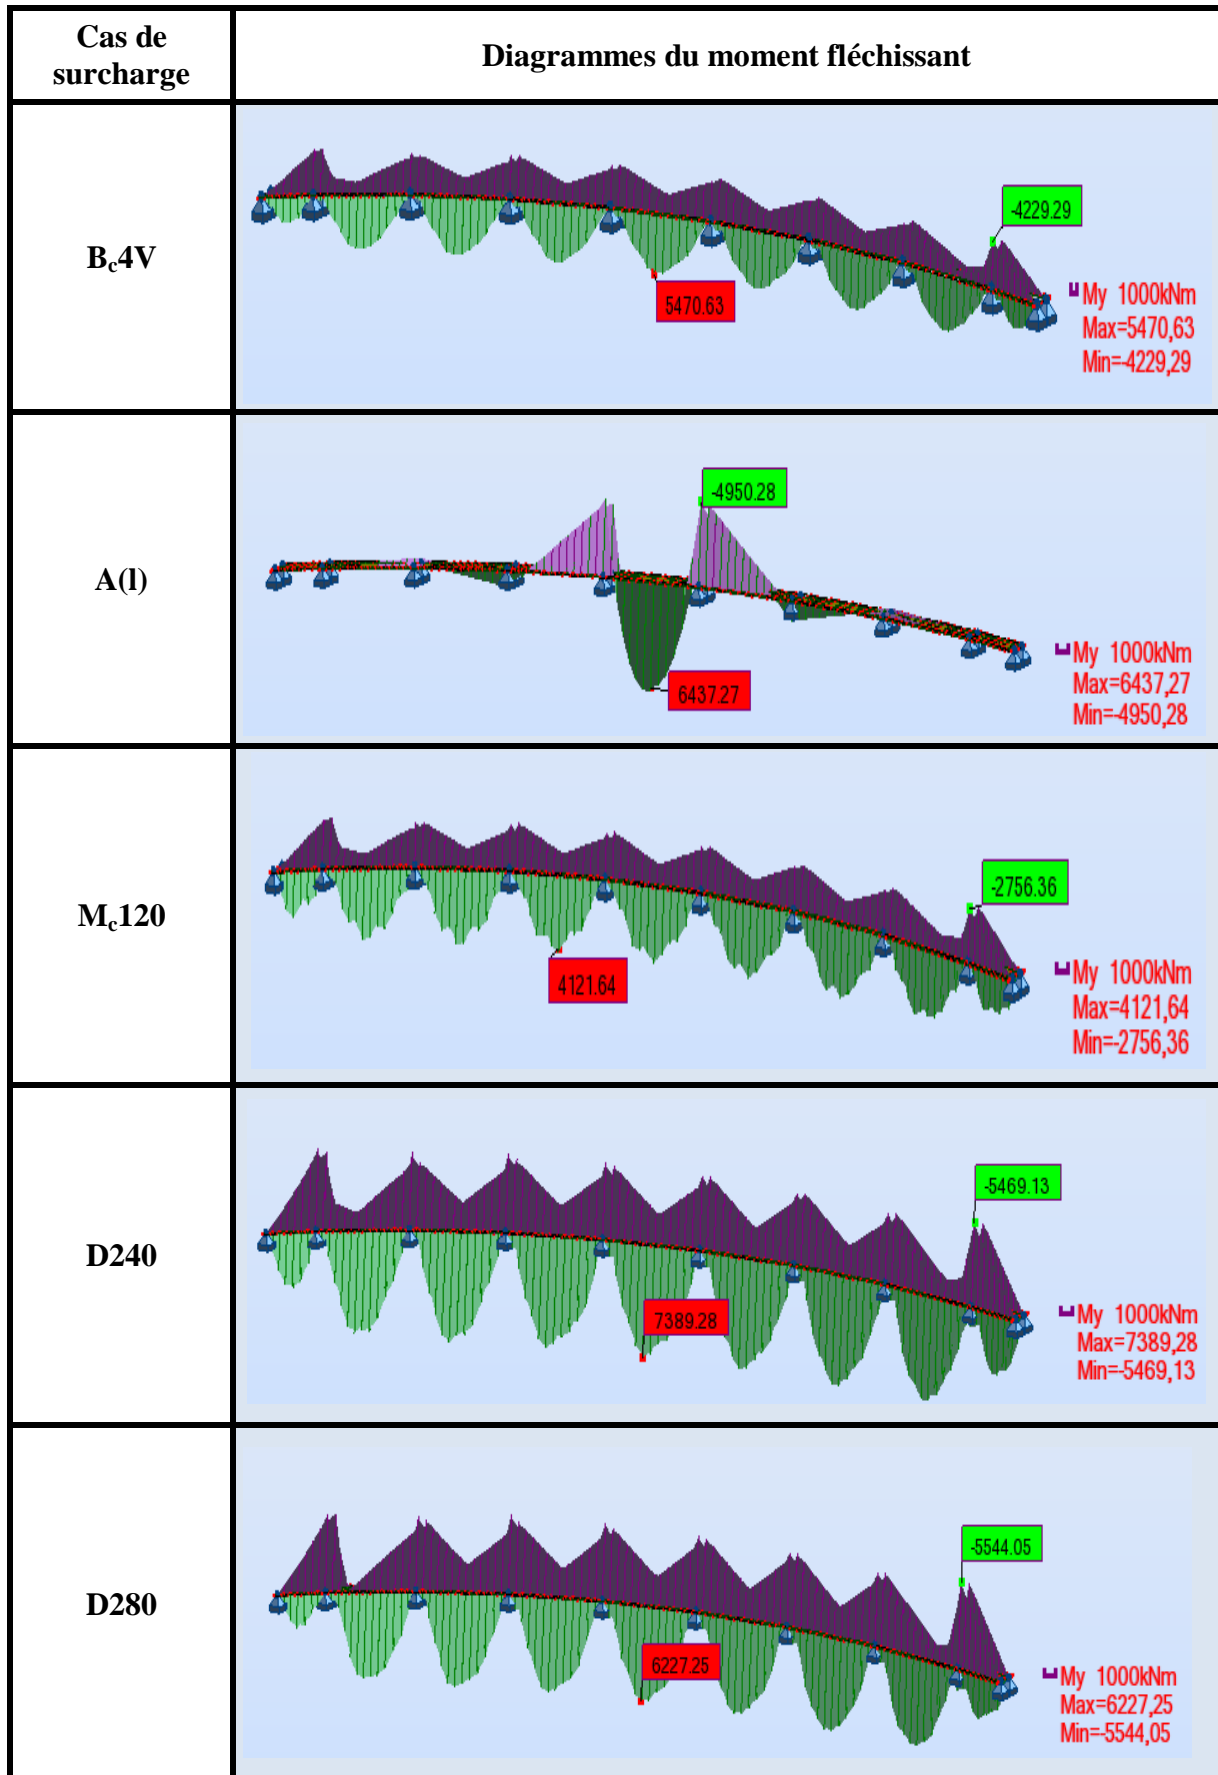 Cas de
surcharge
Diagrammes du moment fléchissant
Bc4V
-4229.29
5470.63
My 1000kNm
Max=5470,63
Min=-4229,29
A(l)
-4950.28
6437.27
My 1000kNm
Max=6437,27
Min=-4950,28
Mc120
-2756.36
4121.64
My 1000kNm
Max=4121,64
Min=-2756,36
D240
-5469.13
7389.28
My 1000kNm
Max=7389,28
Min=-5469,13
D280
-5544.05
6227.25
My 1000kNm
Max=6227,25
Min=-5544,05